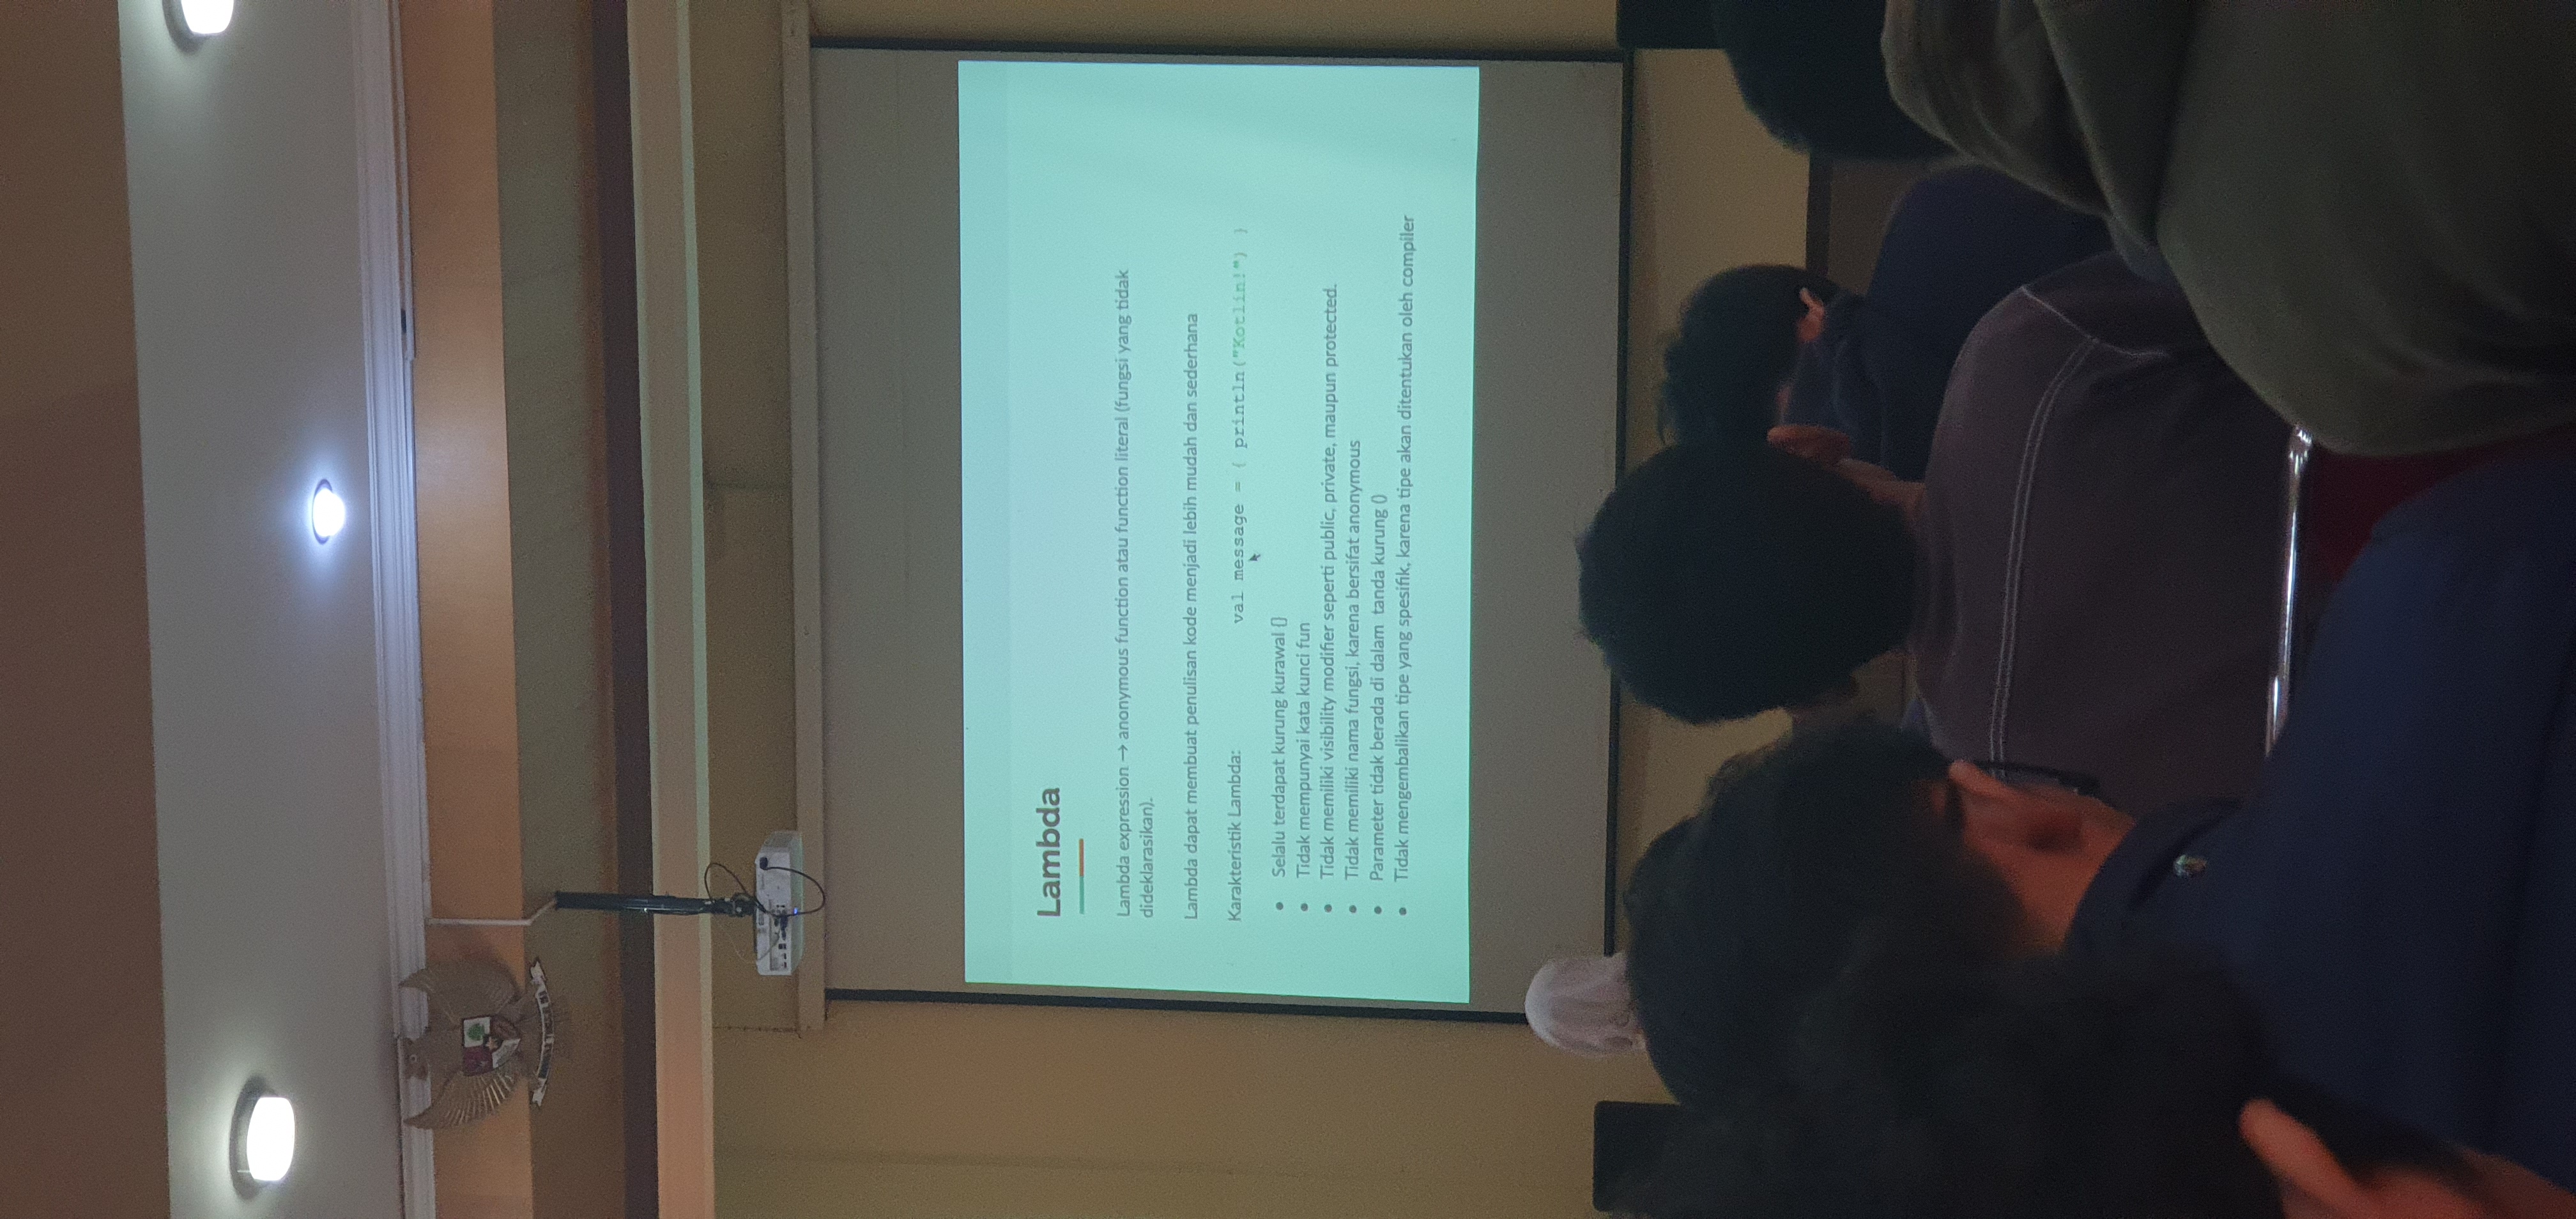 Lambda
Lambda expression → anonymous function atau function literal (fungsi yang tidak
dideklarasikan).
Lambda dapat membuat penulisan kode menjadi lebih mudah dan sederhana
Karakteristik Lambda:
val message = { println("Kotlin!") }
● Selalu terdapat kurung kurawal {}
● Tidak mempunyai kata kunci fun
● Tidak memiliki visibility modifier seperti public, private, maupun protected.
● Tidak memiliki nama fungsi, karena bersifat anonymous
● Parameter tidak berada di dalam tanda kurung ()
● Tidak mengembalikan tipe yang spesifik, karena tipe akan ditentukan oleh compiler